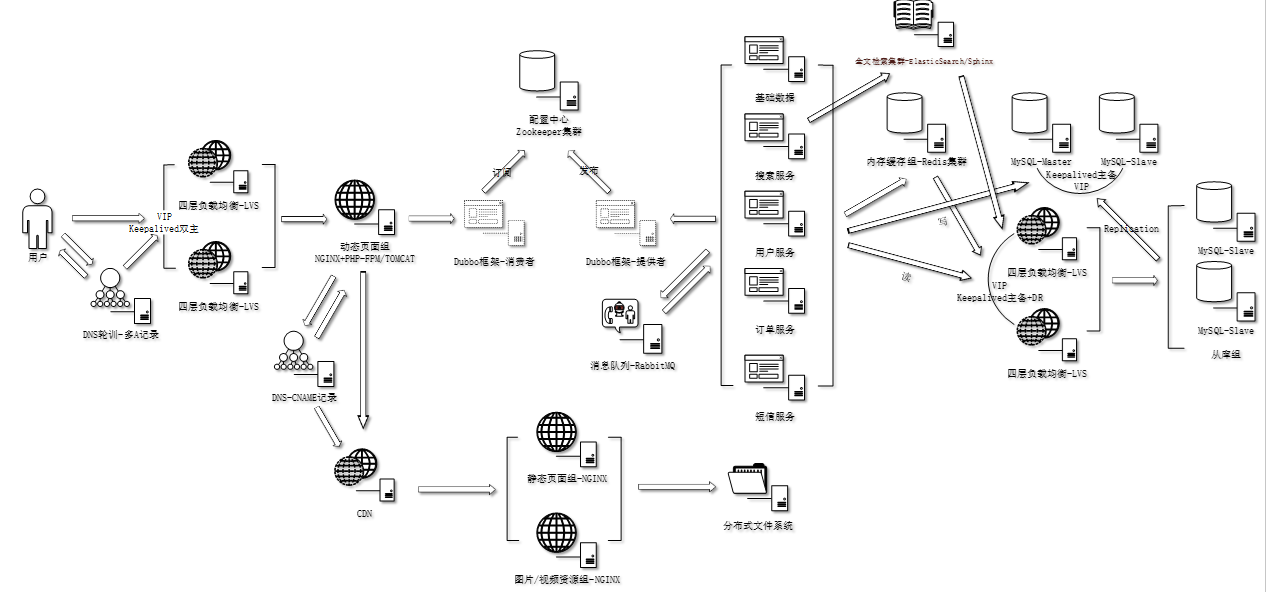 全文检索集群-ElasticSearch/Sphinx
基础数据
配置中心
Zookeeper集群
内存缓存组-Redis集群
MySQL-Master
MySQL-Slave
Keepalived主备
VIP
搜索服务
订阅
发布
四层负载均衡-LVS
VIP
Keepalived双主
用户
动态页面组
NGINX+PHP-FPM/TOMCAT
Dubbo框架-消费者
Dubbo框架-提供者
用户服务
写
读
Replication
MySQL-Slave
四层负载均衡-LVS
VIP
Keepalived主备+DR
四层负载均衡-LVS
DNS轮训-多A记录
订单服务
MySQL-Slave
从库组
消息队列-RabbitMQ
四层负载均衡-LVS
DNS-CNAME记录
短信服务
静态页面组-NGINX
CDN
分布式文件系统
图片/视频资源组-NGINX